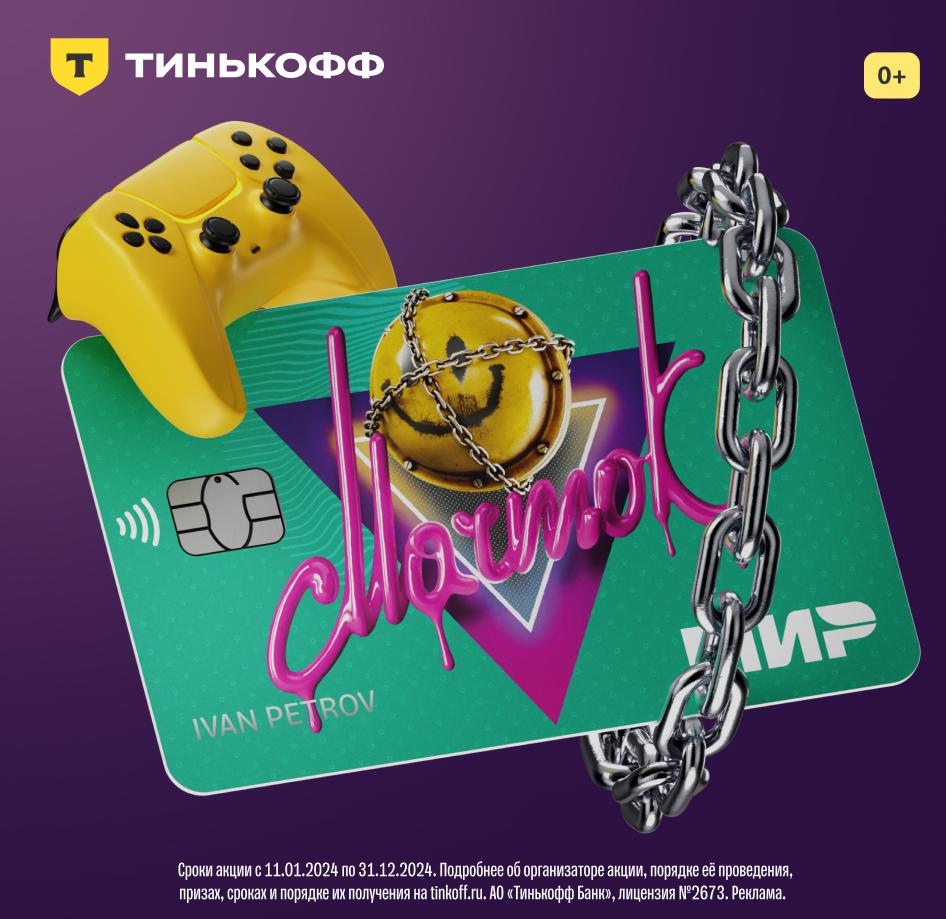 Т ТИНЬКОФФ
0+
Marmok
IVAN PETROV
МИР
Сроки акции с 11.01.2024 по 31.12.2024. Подробнее об организаторе акции, порядке её проведения,
призах, сроках и порядке их получения на tinkoff.ru. АО «Тинькофф Банк», лицензия №2673. Реклама.